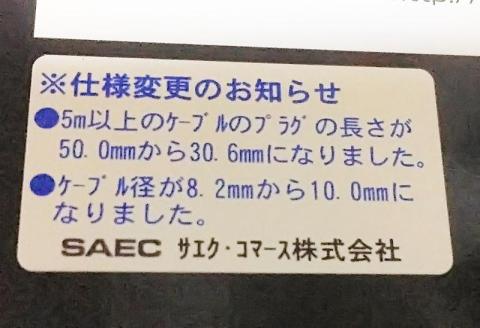 ※仕様変更のお知らせ
●5m以上のｹｰﾌﾞﾙのﾌﾟﾗｸﾞの長さが
50.0mmから30.6mmになりました。
●ｹｰﾌﾞﾙ径が8.2mmから10.0mmに
なりました。
SAEC ｻｴｸ・ｺﾏｰｽ株式会社